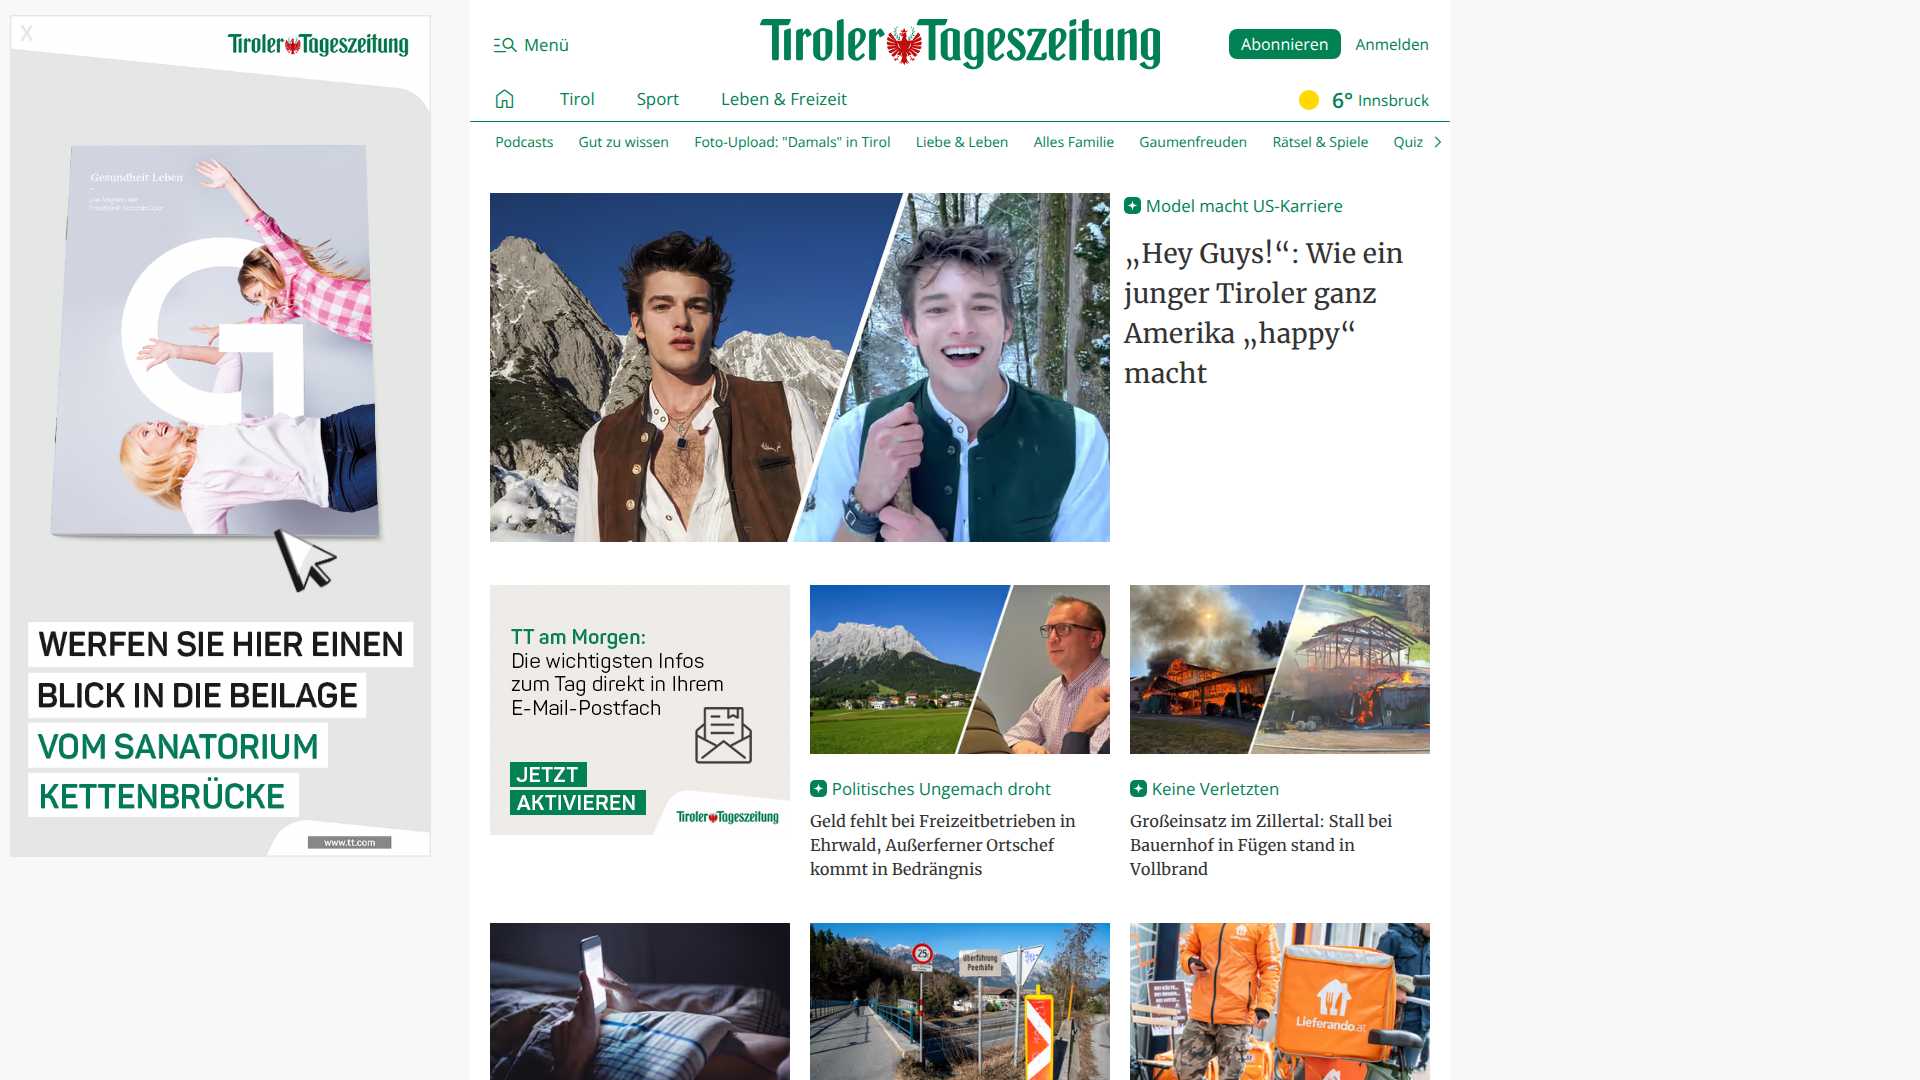 X
Tiroler Tageszeitung
Gesundheit Leben
WERFEN SIE HIER EINEN
BLICK IN DIE BEILAGE
VOM SANATORIUM
KETTENBRÜCKE
www.tt.com
Menü
Tiroler Tageszeitung
Abonnieren
Anmelden
Tirol
Sport
Leben & Freizeit
6° Innsbruck
Podcasts
Gut zu wissen
Foto-Upload: "Damals" in Tirol
Liebe & Leben
Alles Familie
Gaumenfreuden
Rätsel & Spiele
Quiz
Model macht US-Karriere
„Hey Guys!“: Wie ein
junger Tiroler ganz
Amerika „happy“
macht
TT am Morgen:
Die wichtigsten Infos
zum Tag direkt in Ihrem
E-Mail-Postfach
JETZT
AKTIVIEREN
Tiroler Tageszeitung
Politisches Ungemach droht
Geld fehlt bei Freizeitbetrieben in
Ehrwald, Außerferner Ortschef
kommt in Bedrängnis
Keine Verletzten
Großeinsatz im Zillertal: Stall bei
Bauernhof in Fügen stand in
Vollbrand
25
Überführung
Peerhöfe
Lieferando.at